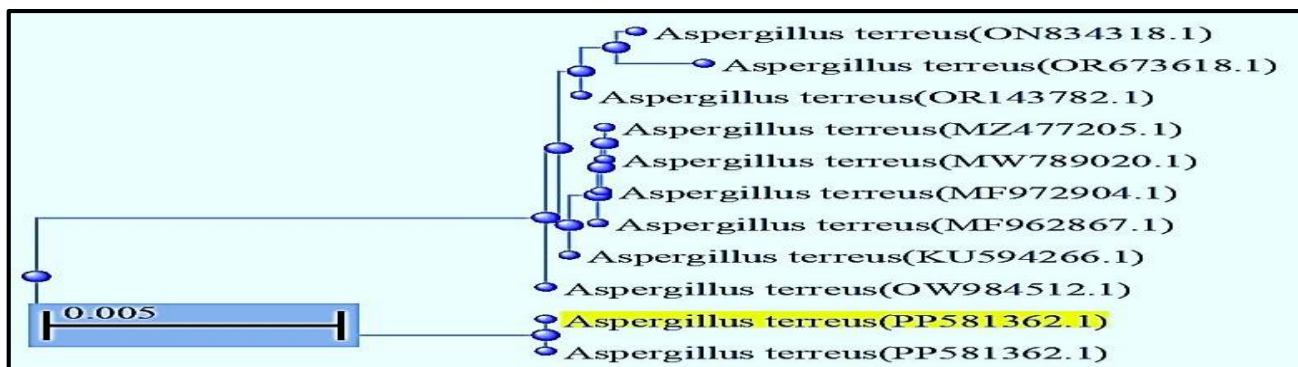 Aspergillus terreus(ON834318.1)
Aspergillus terreus(OR673618.1)
Aspergillus terreus(OR143782.1)
Aspergillus terreus(MZ477205.1)
Aspergillus terreus(MW789020.1)
Aspergillus terreus(MF972904.1)
Aspergillus terreus(MF962867.1)
Aspergillus terreus(KU594266.1)
Aspergillus terreus(OW984512.1)
0.005
Aspergillus terreus(PP581362.1)
Aspergillus terreus(PP581362.1)